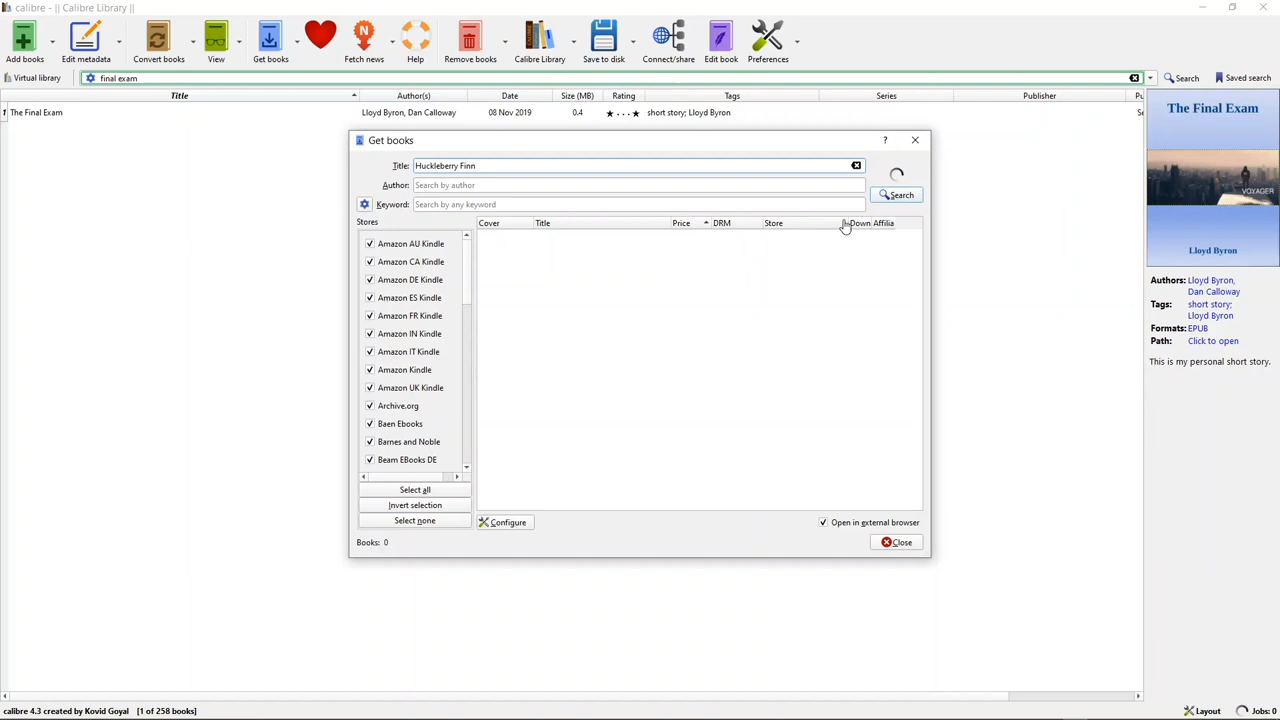 calibre - || Calibre Library ||
Add books Edit metadata Convert books View Get books Fetch news Help Remove books Calibre Library Save to disk Connect/share Edit book Preferences
Virtual library final exam Search Saved search
Title Author(s) Date Size (MB) Rating Tags Series Publisher Pu
1 The Final Exam Lloyd Byron, Dan Calloway 08 Nov 2019 0.4 ★ . . . ★ short story; Lloyd Byron Se
Get books ?
Title: Huckleberry Finn
Author: Search by author
Search
Keyword: Search by any keyword
Stores
Cover Title Price DRM Store Down Affilia
Amazon AU Kindle
Amazon CA Kindle
Amazon DE Kindle
Amazon ES Kindle
Amazon FR Kindle
Amazon IN Kindle
Amazon IT Kindle
Amazon Kindle
Amazon UK Kindle
Archive.org
Baen Ebooks
Barnes and Noble
Beam EBooks DE
Select all
Invert selection
Select none
Configure
Open in external browser
Books: 0
Close
The Final Exam
VOYAGER
Lloyd Byron
Authors: Lloyd Byron,
Dan Calloway
Tags: short story;
Lloyd Byron
Formats: EPUB
Path: Click to open
This is my personal short story.
calibre 4.3 created by Kovid Goyal [1 of 258 books]
Layout Jobs: 0